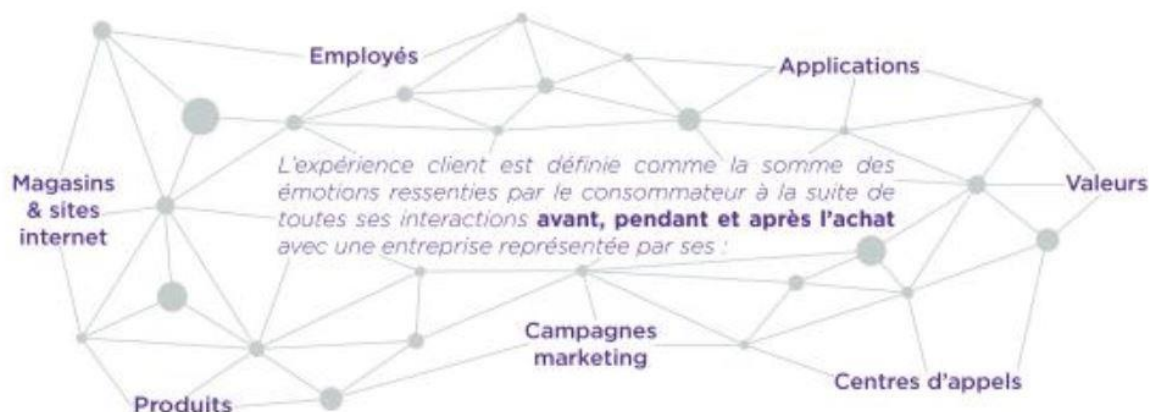 Employés
Applications
L'expérience client est définie comme la somme des
émotions ressenties par le consommateur à la suite de
toutes ses interactions avant, pendant et après l'achat
avec une entreprise représentée par ses :
Magasins
& sites
internet
Valeurs
Campagnes
marketing
Centres d'appels
Produits